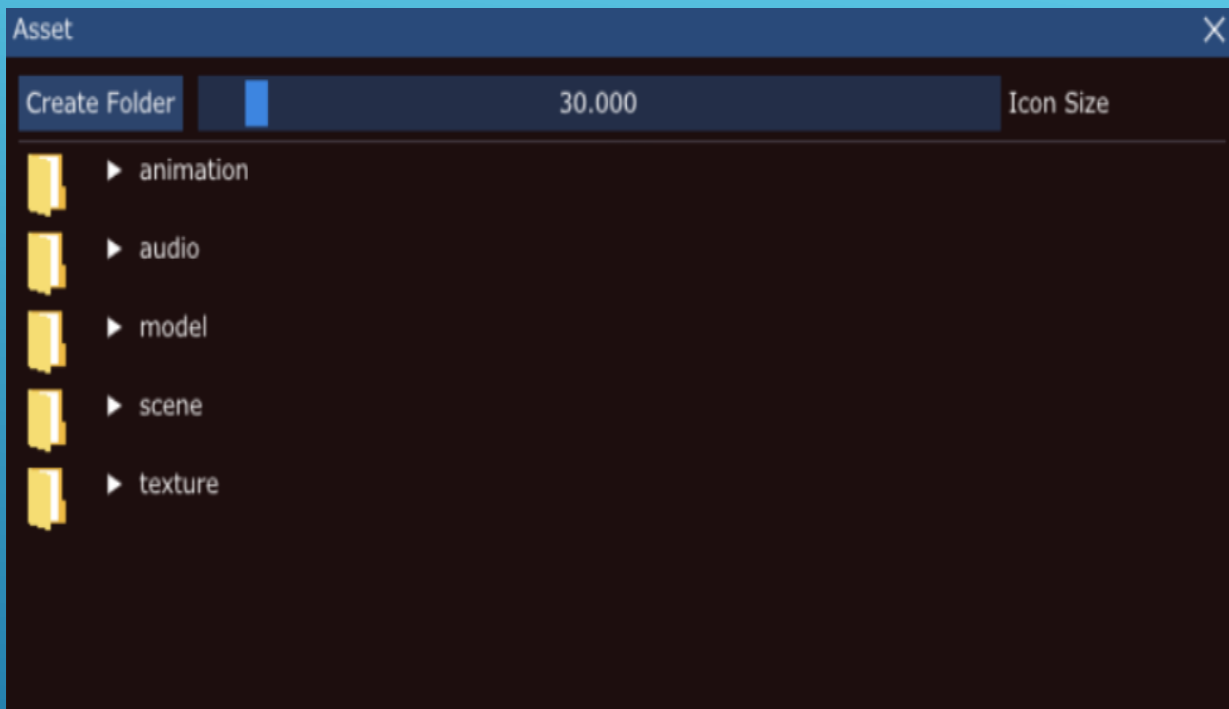 Asset X
Create Folder 30.000 Icon Size
animation
audio
model
scene
texture